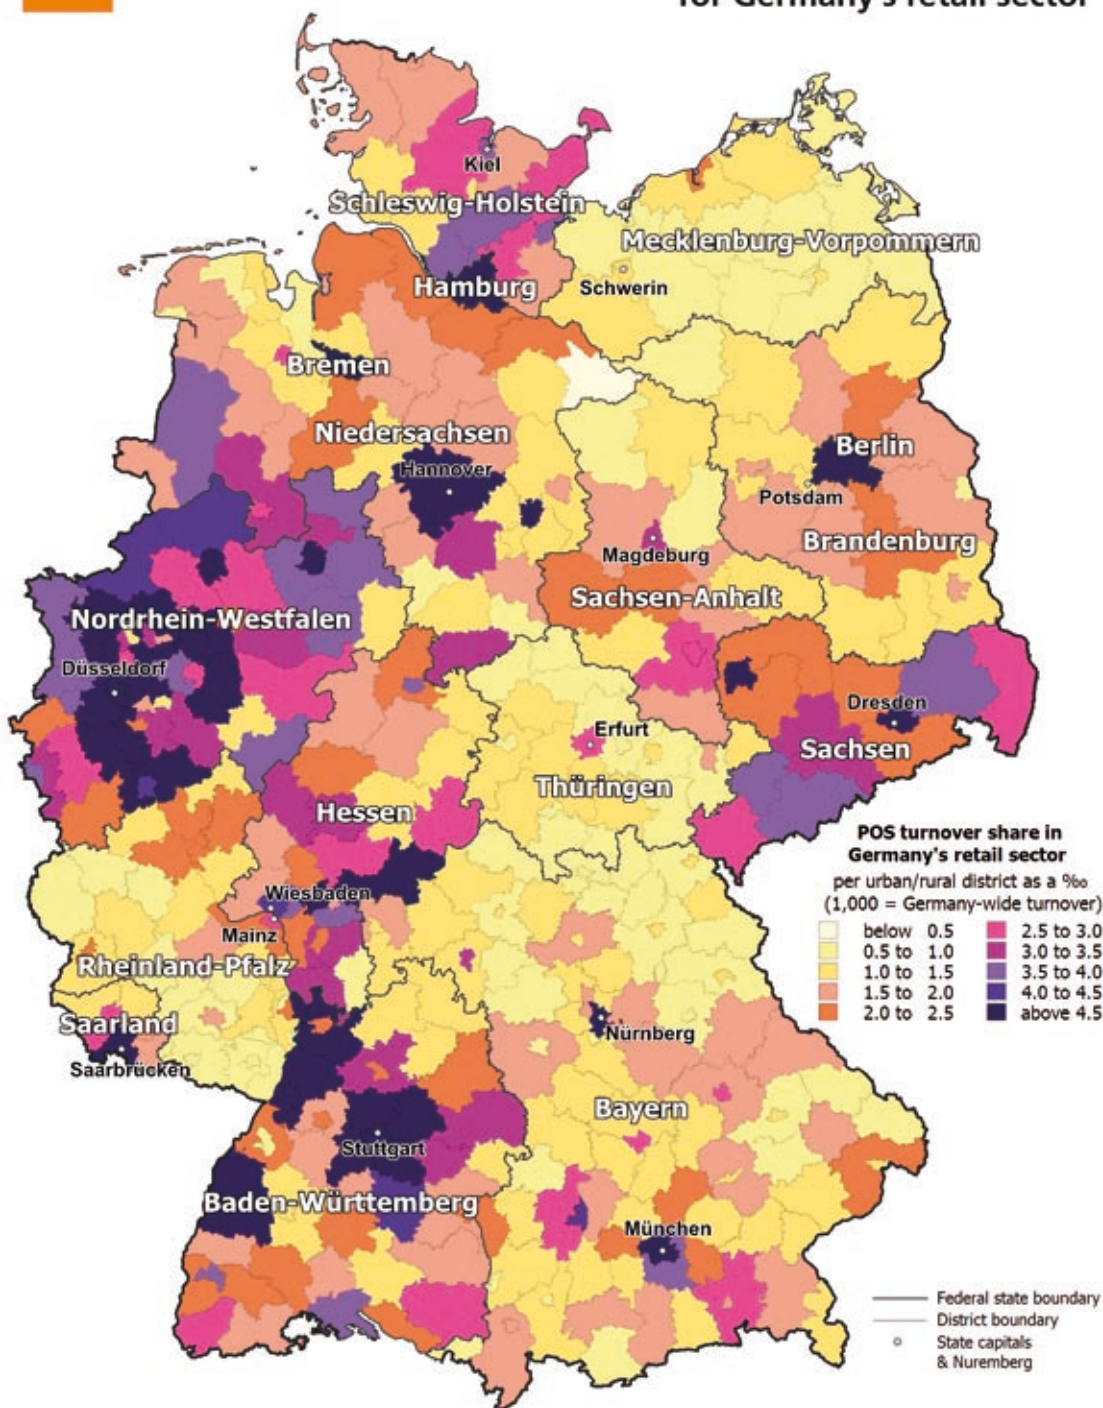 for Germany's retail sector
Kiel
Schleswig-Holstein
Mecklenburg-Vorpommern
Schwerin
Hamburg
Bremen
Niedersachsen
Hannover
Berlin
Potsdam
Brandenburg
Magdeburg
Sachsen-Anhalt
Nordrhein-Westfalen
Düsseldorf
Dresden
Sachsen
Erfurt
Thüringen
Hessen
Wiesbaden
Mainz
Rheinland-Pfalz
Saarland
Saarbrücken
Nürnberg
Bayern
Stuttgart
Baden-Württemberg
München
POS turnover share in
Germany's retail sector
per urban/rural district as a ‰
(1,000 = Germany-wide turnover)
below 0.5 2.5 to 3.0
0.5 to 1.0 3.0 to 3.5
1.0 to 1.5 3.5 to 4.0
1.5 to 2.0 4.0 to 4.5
2.0 to 2.5 above 4.5
Federal state boundary
District boundary
State capitals
& Nuremberg